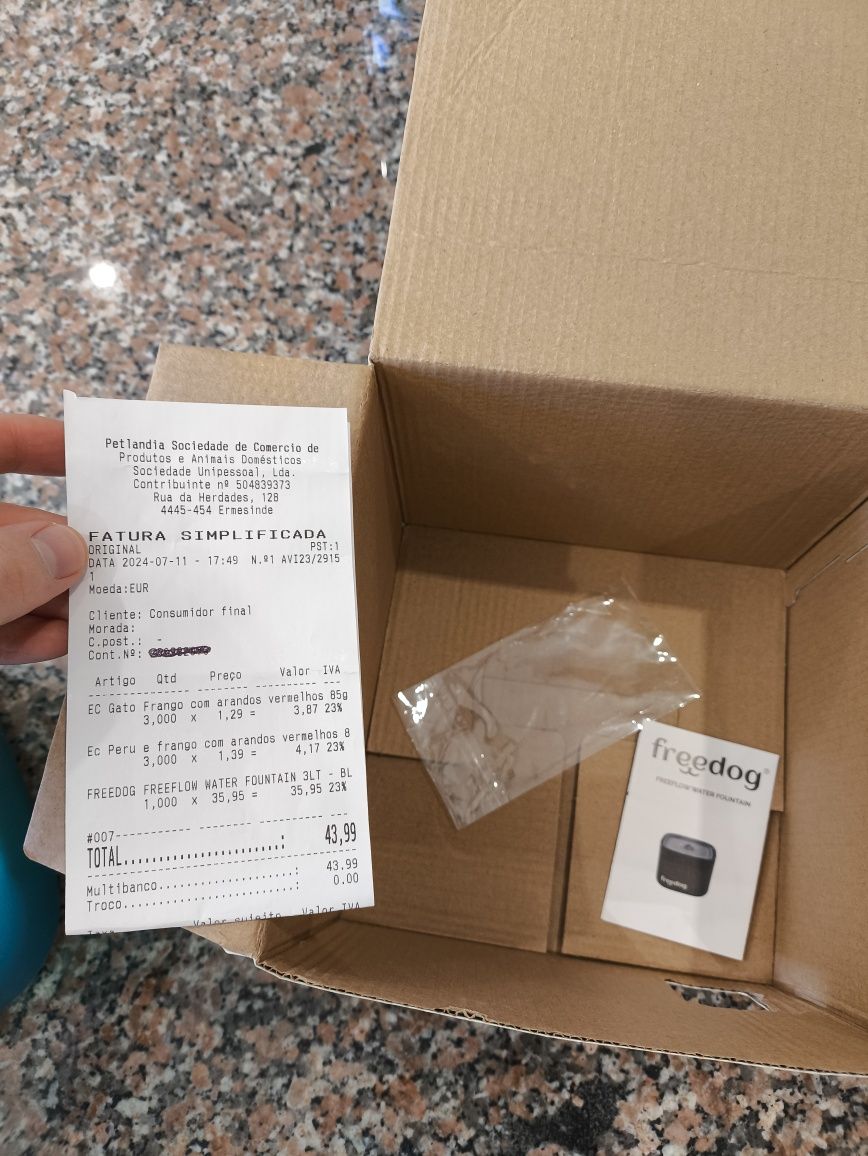 Petlandia Sociedade de Comercio de
Produtos e Animais Domésticos
Sociedade Unipessoal, Lda.
Contribuinte nº 504839373
Rua da Herdades, 128
4445-454 Ermesinde
FATURA SIMPLIFICADA
ORIGINAL PST:1
DATA 2024-07-11 - 17:49 N.º1 AVI23/2915
1
Moeda:EUR
Cliente: Consumidor final
Morada:
C.post.: -
Cont.Nº:
Artigo Qtd Preço Valor IVA
EC Gato Frango com arandos vermelhos 85g
3,000 x 1,29 = 3,87 23%
Ec Peru e frango com arandos vermelhos 8
3,000 x 1,39 = 4,17 23%
FREEDOG FREEFLOW WATER FOUNTAIN 3LT - BL
1,000 x 35,95 = 35,95 23%
#007
TOTAL.......................: 43,99
Multibanco....................: 43.99
Troco.........................: 0.00
Taxa Valor sujeito Valor IVA
freedog®
FREEFLOW WATER FOUNTAIN
freedog